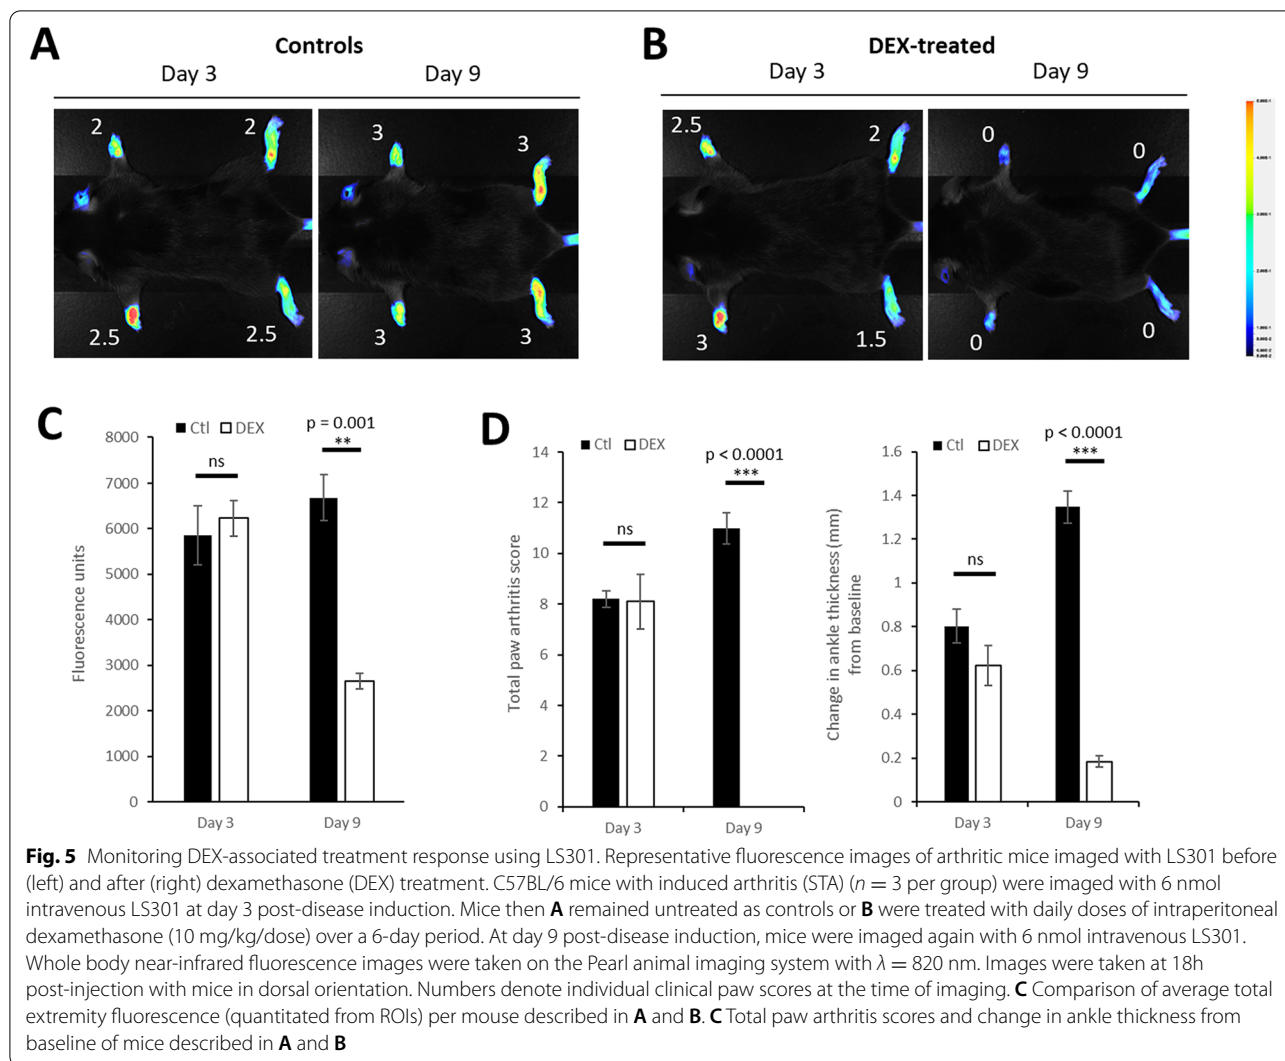 A
Controls
Day 3
Day 9
2
2
2.5
2.5
3
3
3
3
B
DEX-treated
Day 3
Day 9
2.5
2
3
1.5
0
0
0
0
C
Ctl DEX
p = 0.001
**
ns
Fluorescence units
8000
7000
6000
5000
4000
3000
2000
1000
0
Day 3
Day 9
D
Ctl DEX
p < 0.0001
***
ns
Total paw arthritis score
14
12
10
8
6
4
2
0
Day 3
Day 9
Ctl DEX
p < 0.0001
***
ns
Change in ankle thickness (mm)
from baseline
1.6
1.4
1.2
1
0.8
0.6
0.4
0.2
0
Day 3
Day 9
Fig. 5 Monitoring DEX-associated treatment response using LS301. Representative fluorescence images of arthritic mice imaged with LS301 before
(left) and after (right) dexamethasone (DEX) treatment. C57BL/6 mice with induced arthritis (STA) (n = 3 per group) were imaged with 6 nmol
intravenous LS301 at day 3 post-disease induction. Mice then A remained untreated as controls or B were treated with daily doses of intraperitoneal
dexamethasone (10 mg/kg/dose) over a 6-day period. At day 9 post-disease induction, mice were imaged again with 6 nmol intravenous LS301.
Whole body near-infrared fluorescence images were taken on the Pearl animal imaging system with λ = 820 nm. Images were taken at 18h
post-injection with mice in dorsal orientation. Numbers denote individual clinical paw scores at the time of imaging. C Comparison of average total
extremity fluorescence (quantitated from ROIs) per mouse described in A and B. C Total paw arthritis scores and change in ankle thickness from
baseline of mice described in A and B